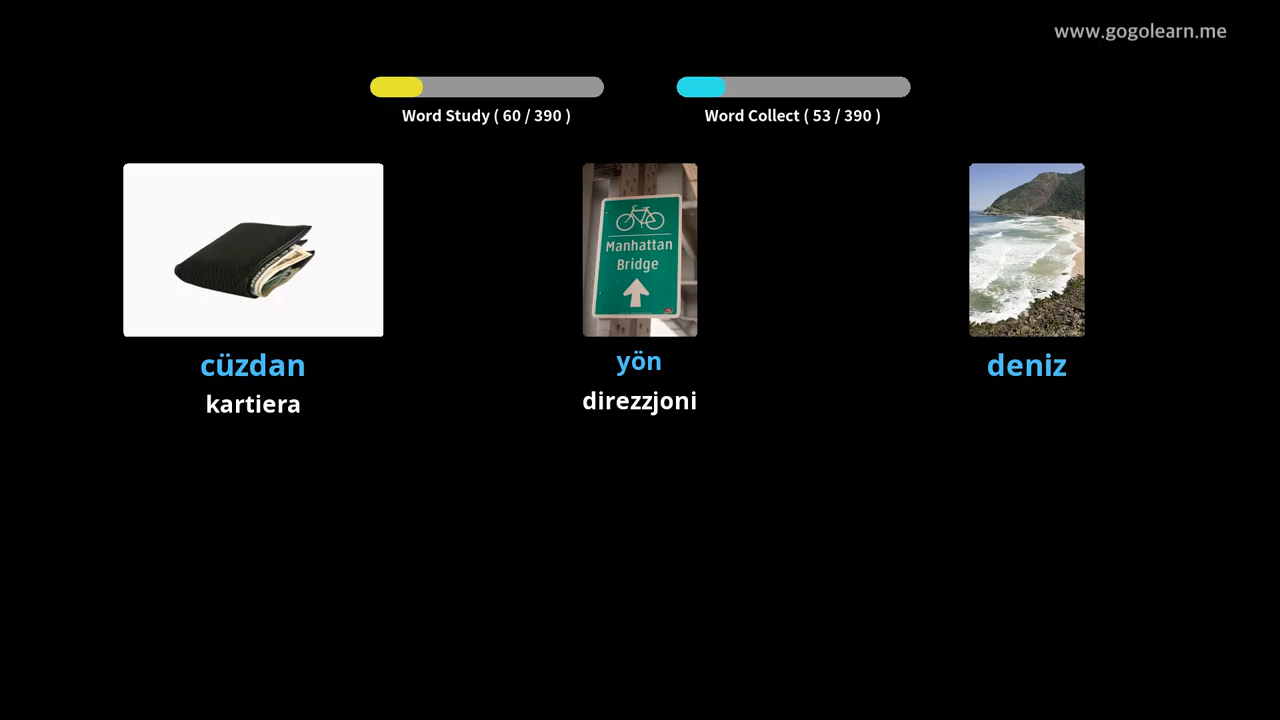 www.gogolearn.me
Word Study ( 60 / 390 )
Word Collect ( 53 / 390 )
Manhattan
Bridge
cüzdan
kartiera
yön
direzzjoni
deniz